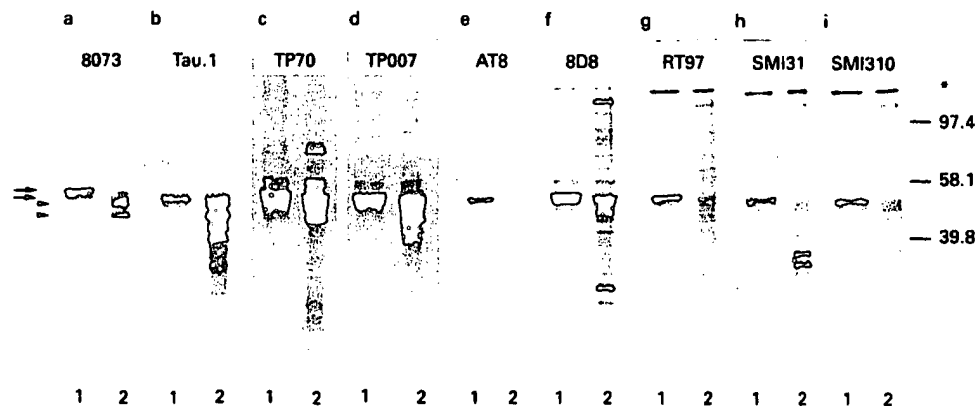 a b c d e f g h i
8073 Tau.1 TP70 TP007 AT8 8D8 RT97 SMI31 SMI310
*
97.4
58.1
39.8
1 2 1 2 1 2 1 2 1 2 1 2 1 2 1 2 1 2